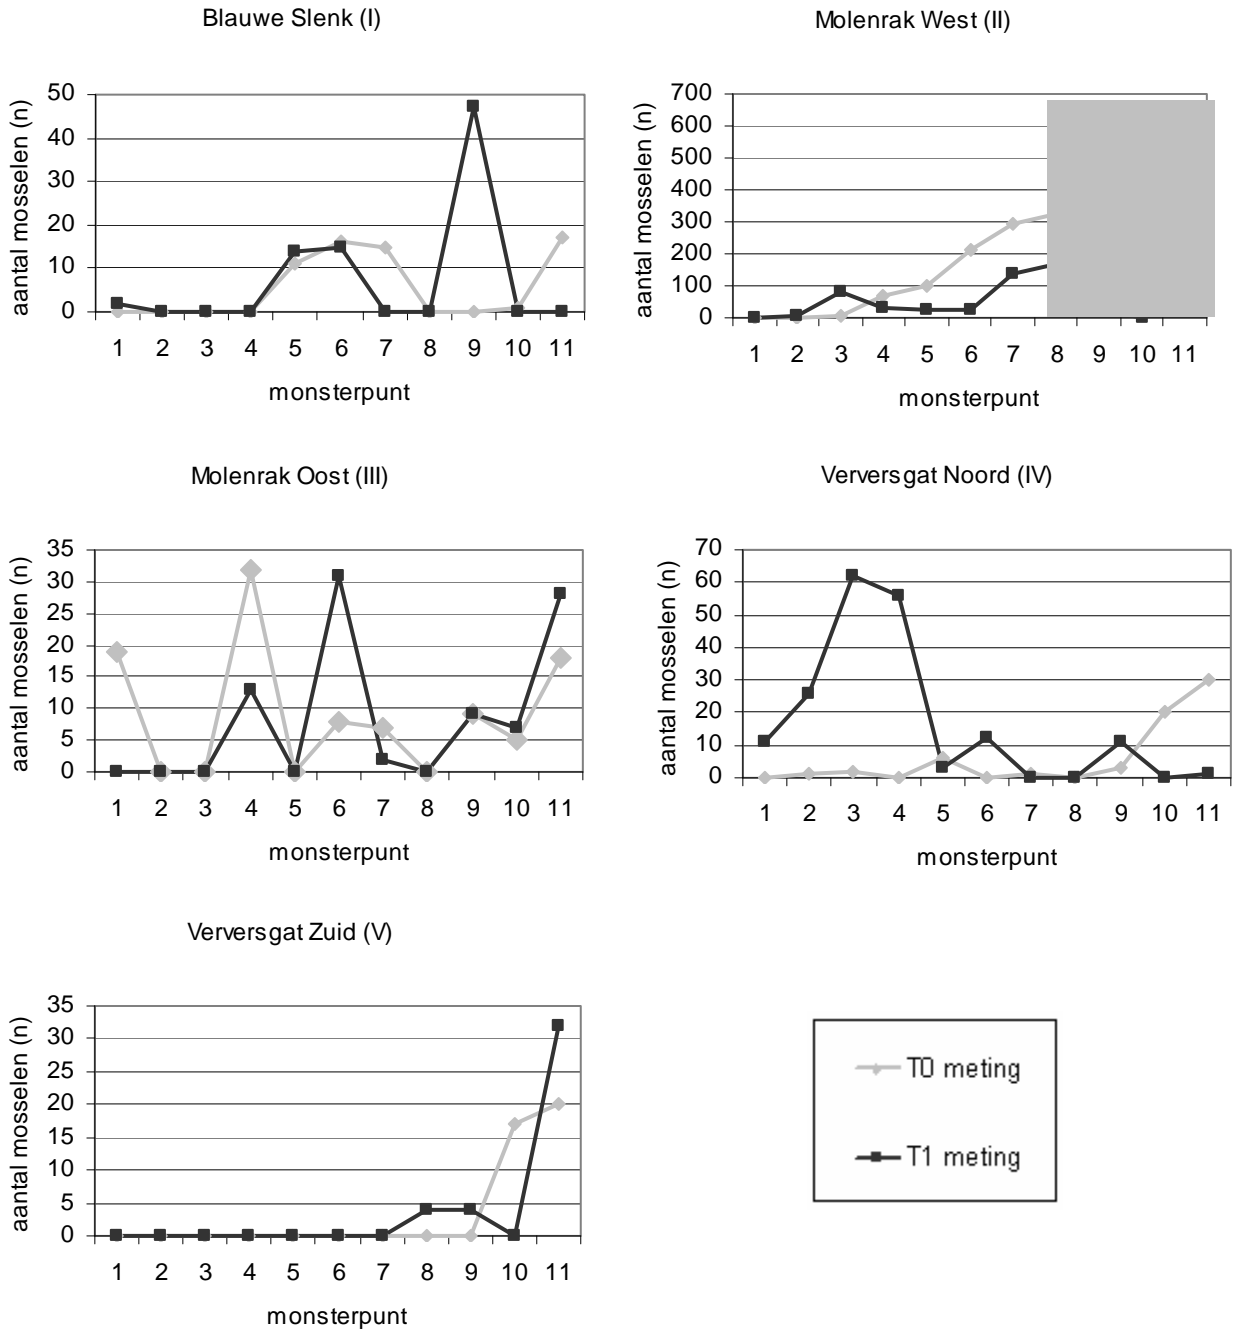 Blauwe Slenk (I)
aantal mosselen (n)
50
40
30
20
10
0
1 2 3 4 5 6 7 8 9 10 11
monsterpunt
Molenrak West (II)
aantal mosselen (n)
700
600
500
400
300
200
100
0
1 2 3 4 5 6 7 8 9 10 11
monsterpunt
Molenrak Oost (III)
aantal mosselen (n)
35
30
25
20
15
10
5
0
1 2 3 4 5 6 7 8 9 10 11
monsterpunt
Ververs gat Noord (IV)
aantal mosselen (n)
70
60
50
40
30
20
10
0
1 2 3 4 5 6 7 8 9 10 11
monsterpunt
Ververs gat Zuid (V)
aantal mosselen (n)
35
30
25
20
15
10
5
0
1 2 3 4 5 6 7 8 9 10 11
monsterpunt
T0 meting
T1 meting